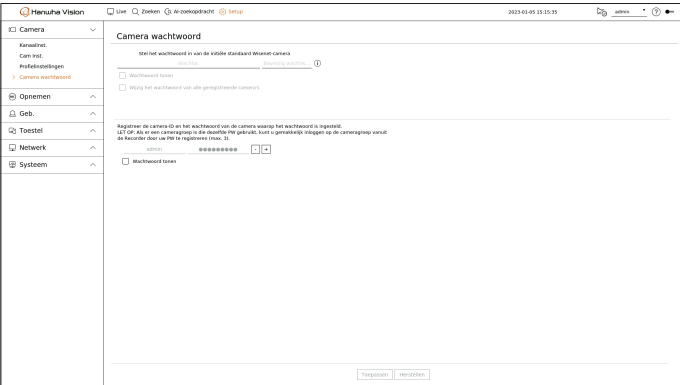 Hanwha Vision
Live Zoeken AI-zoekopdracht Setup
2023-01-05 15:15:35
admin
Camera
Kanaalinst.
Cam Inst.
Profielinstellingen
> Camera wachtwoord
Opnemen
Geb.
Toestel
Netwerk
Systeem
Camera wachtwoord
Stel het wachtwoord in van de initiële standaard Wisenet-camera
Wachtw. Bevestig wachtw...
Wachtwoord tonen
Wijzig het wachtwoord van alle geregistreerde camera's
Registreer de camera-ID en het wachtwoord van de camera waarop het wachtwoord is ingesteld.
LET OP: Als er een cameragroep is die dezelfde PW gebruikt, kunt u gemakkelijk inloggen op de cameragroep vanuit
de Recorder door uw PW te registreren (max. 3).
admin ●●●●●●●●● - +
Wachtwoord tonen
Toepassen Herstellen